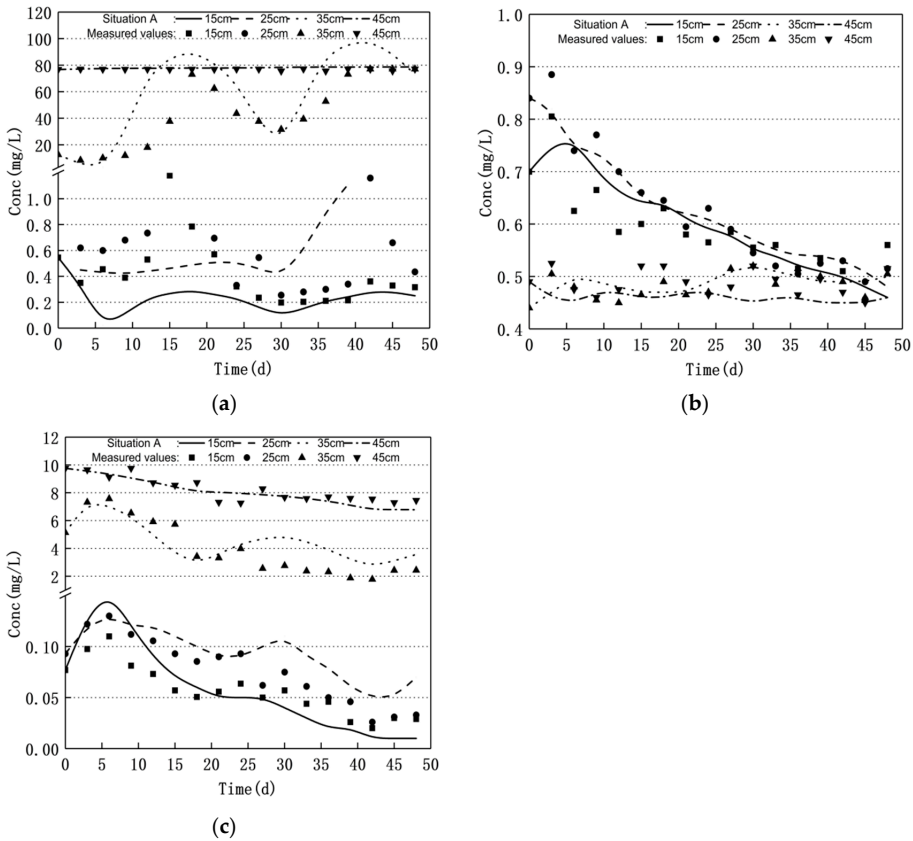 Situation A : 15cm 25cm 35cm 45cm
Measured values: 15cm 25cm 35cm 45cm
120
100
80
60
40
20
1.0
0.8
0.6
0.4
0.2
0.0
Conc(mg/L)
0 5 10 15 20 25 30 35 40 45 50
Time(d)
(a)
Situation A : 15cm 25cm 35cm 45cm
Measured values: 15cm 25cm 35cm 45cm
1.0
0.9
0.8
0.7
0.6
0.5
0.4
Conc(mg/L)
0 5 10 15 20 25 30 35 40 45 50
Time(d)
(b)
Situation A : 15cm 25cm 35cm 45cm
Measured values: 15cm 25cm 35cm 45cm
12
10
8
6
4
2
0.10
0.05
0.00
Conc(mg/L)
0 5 10 15 20 25 30 35 40 45 50
Time(d)
(c)